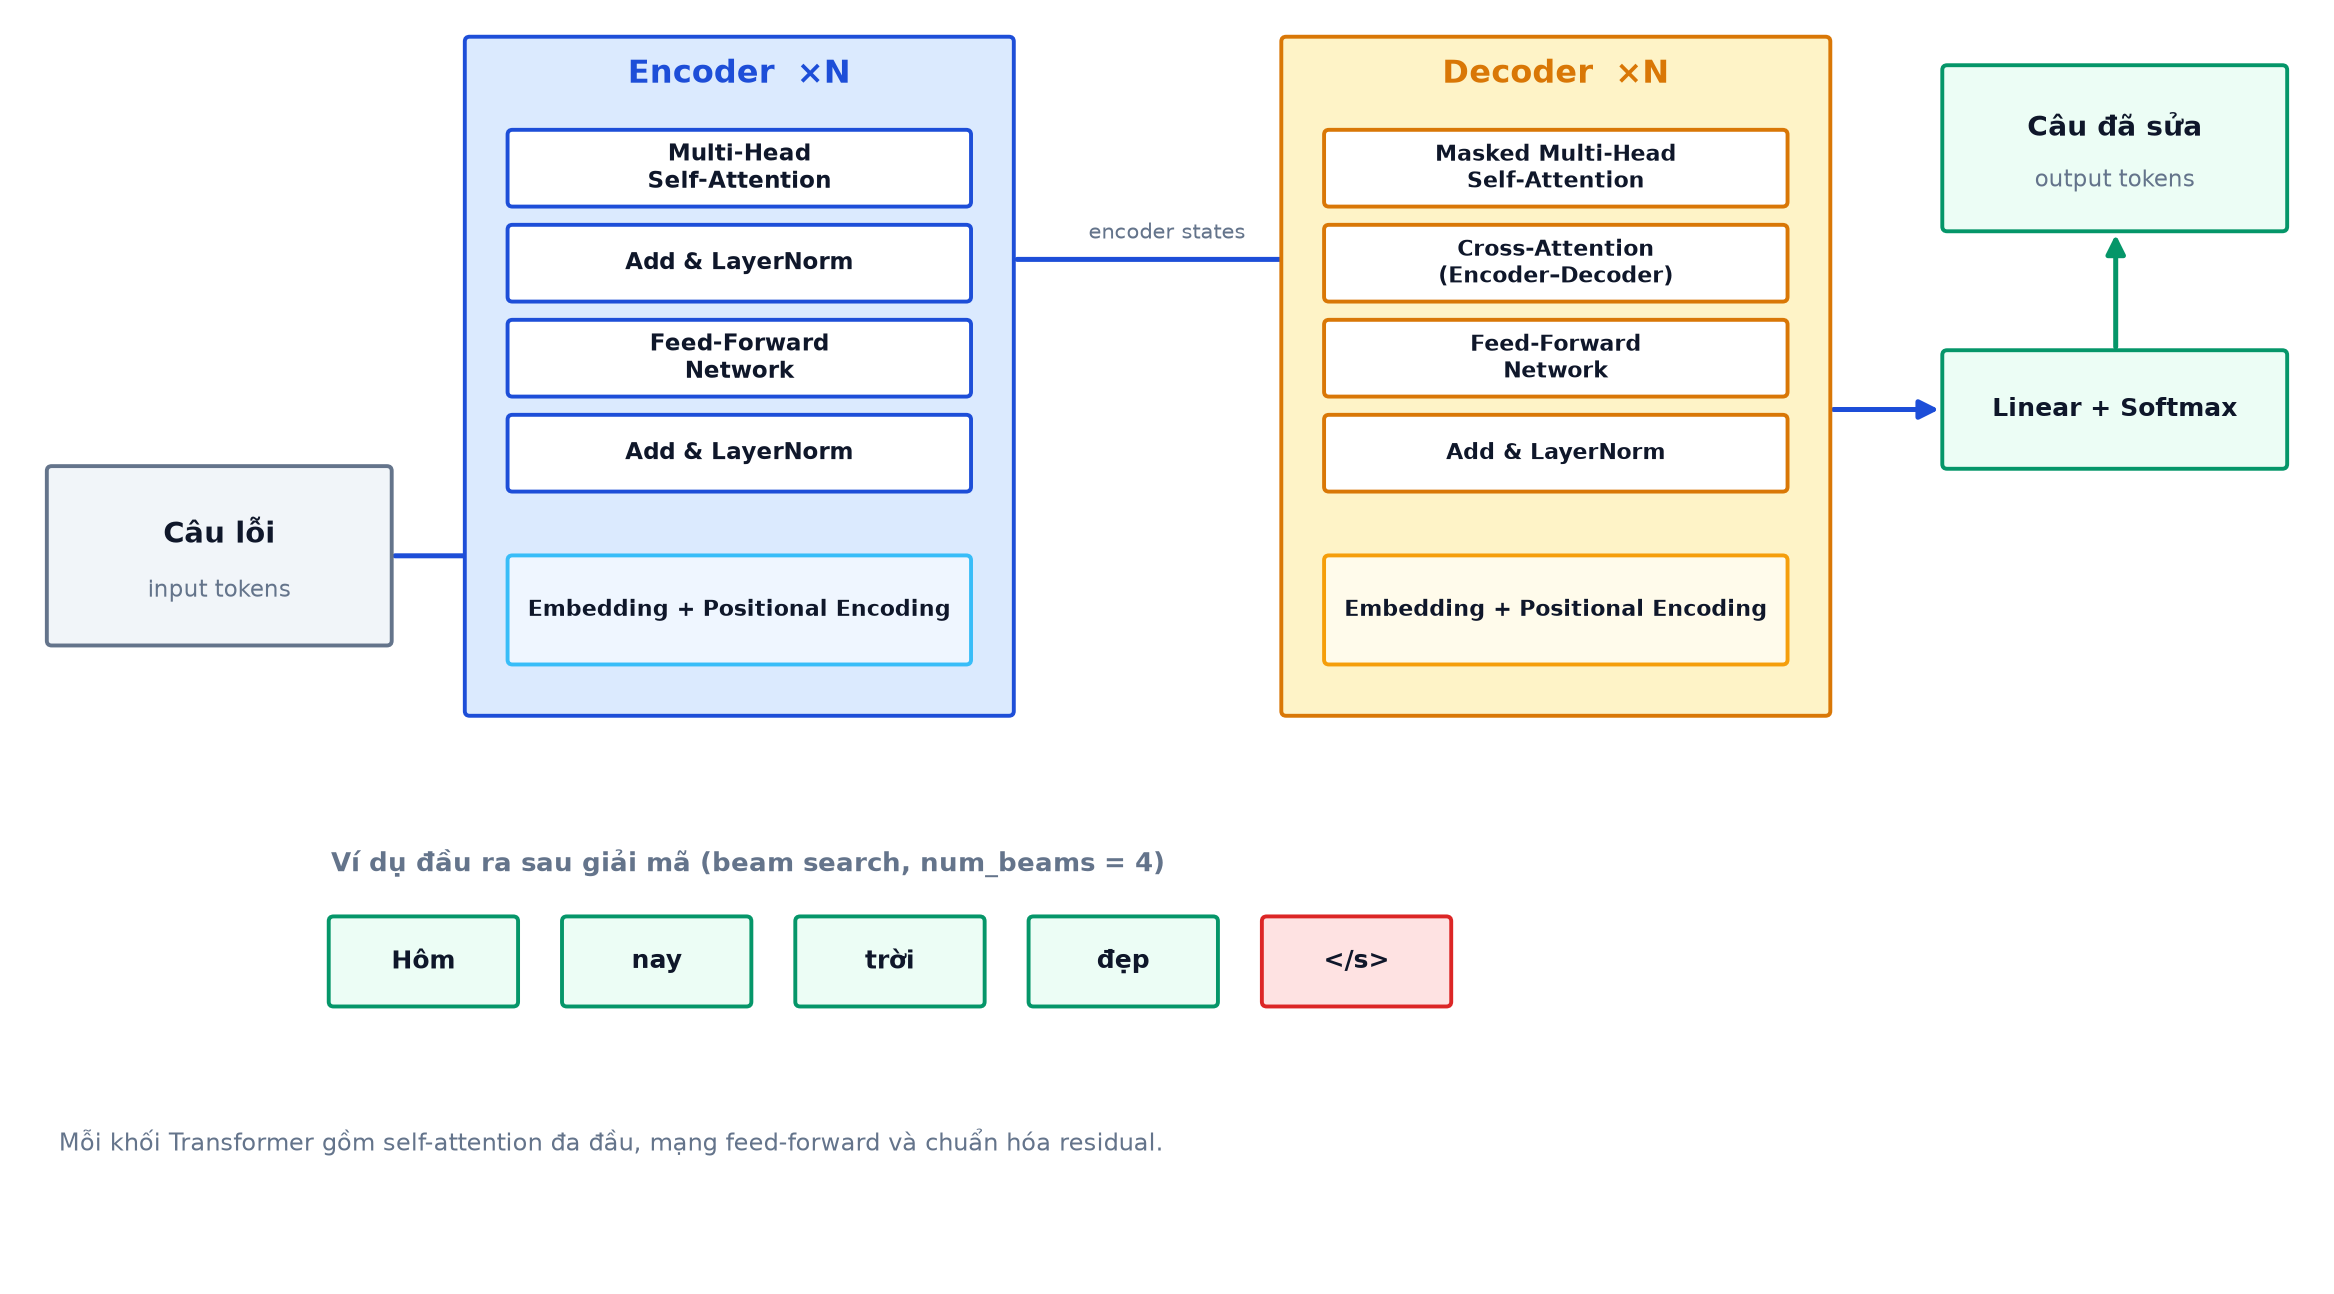 Encoder ×N
Multi-Head
Self-Attention
Add & LayerNorm
Feed-Forward
Network
Add & LayerNorm
Embedding + Positional Encoding
Câu lỗi
input tokens
encoder states
Decoder ×N
Masked Multi-Head
Self-Attention
Cross-Attention
(Encoder–Decoder)
Feed-Forward
Network
Add & LayerNorm
Embedding + Positional Encoding
Câu đã sửa
output tokens
Linear + Softmax
Ví dụ đầu ra sau giải mã (beam search, num_beams = 4)
Hôm nay trời đẹp </s>
Mỗi khối Transformer gồm self-attention đa đầu, mạng feed-forward và chuẩn hóa residual.